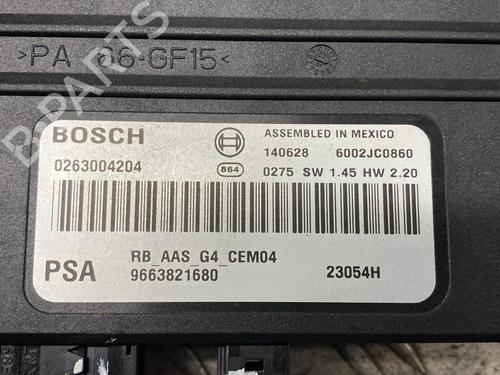 >PA 66-GF15<
BOSCH
ASSEMBLED IN MEXICO
140628 6002JC0860
0263004204
864
0275 SW 1.45 HW 2.20
RB_AAS_G4_CEM04
PSA
9663821680
23054H